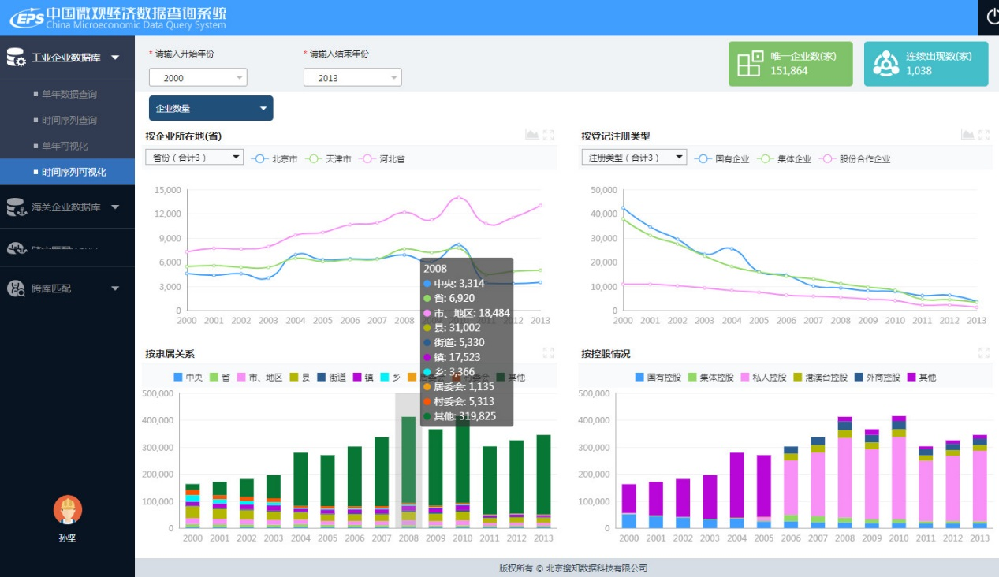 EPS 中国微观经济数据查询系统
China Microeconomic Data Query System
工业企业数据库
单年数据查询
时间序列查询
单年可视化
时间序列可视化
海关企业数据库
跨库匹配
孙坚
* 请输入开始年份
2000
* 请输入结束年份
2013
唯一企业数(家)
151,864
连续出现数(家)
1,038
企业数量
按企业所在地(省)
省份（合计3）
北京市 天津市 河北省
15,000
12,000
9,000
6,000
3,000
0
2000 2001 2002 2003 2004 2005 2006 2007 2008 2012 2013
按登记注册类型
注册类型（合计3）
国有企业 集体企业 股份合作企业
50,000
40,000
30,000
20,000
10,000
0
2000 2001 2002 2003 2004 2005 2006 2007 2008 2009 2010 2011 2012 2013
2008
中央: 3,314
省: 6,920
市、地区: 18,484
县: 31,002
街道: 5,330
镇: 17,523
乡: 3,366
居委会: 1,135
村委会: 5,313
其他: 319,825
按隶属关系
中央 省 市、地区 县 街道 镇 乡 其他
500,000
400,000
300,000
200,000
100,000
0
2000 2001 2002 2003 2004 2005 2006 2007 2008 2009 2010 2011 2012 2013
按控股情况
国有控股 集体控股 私人控股 港澳台控股 外商控股 其他
500,000
400,000
300,000
200,000
100,000
0
2000 2001 2002 2003 2004 2005 2006 2007 2008 2009 2010 2011 2012 2013
版权所有 © 北京搜知数据科技有限公司